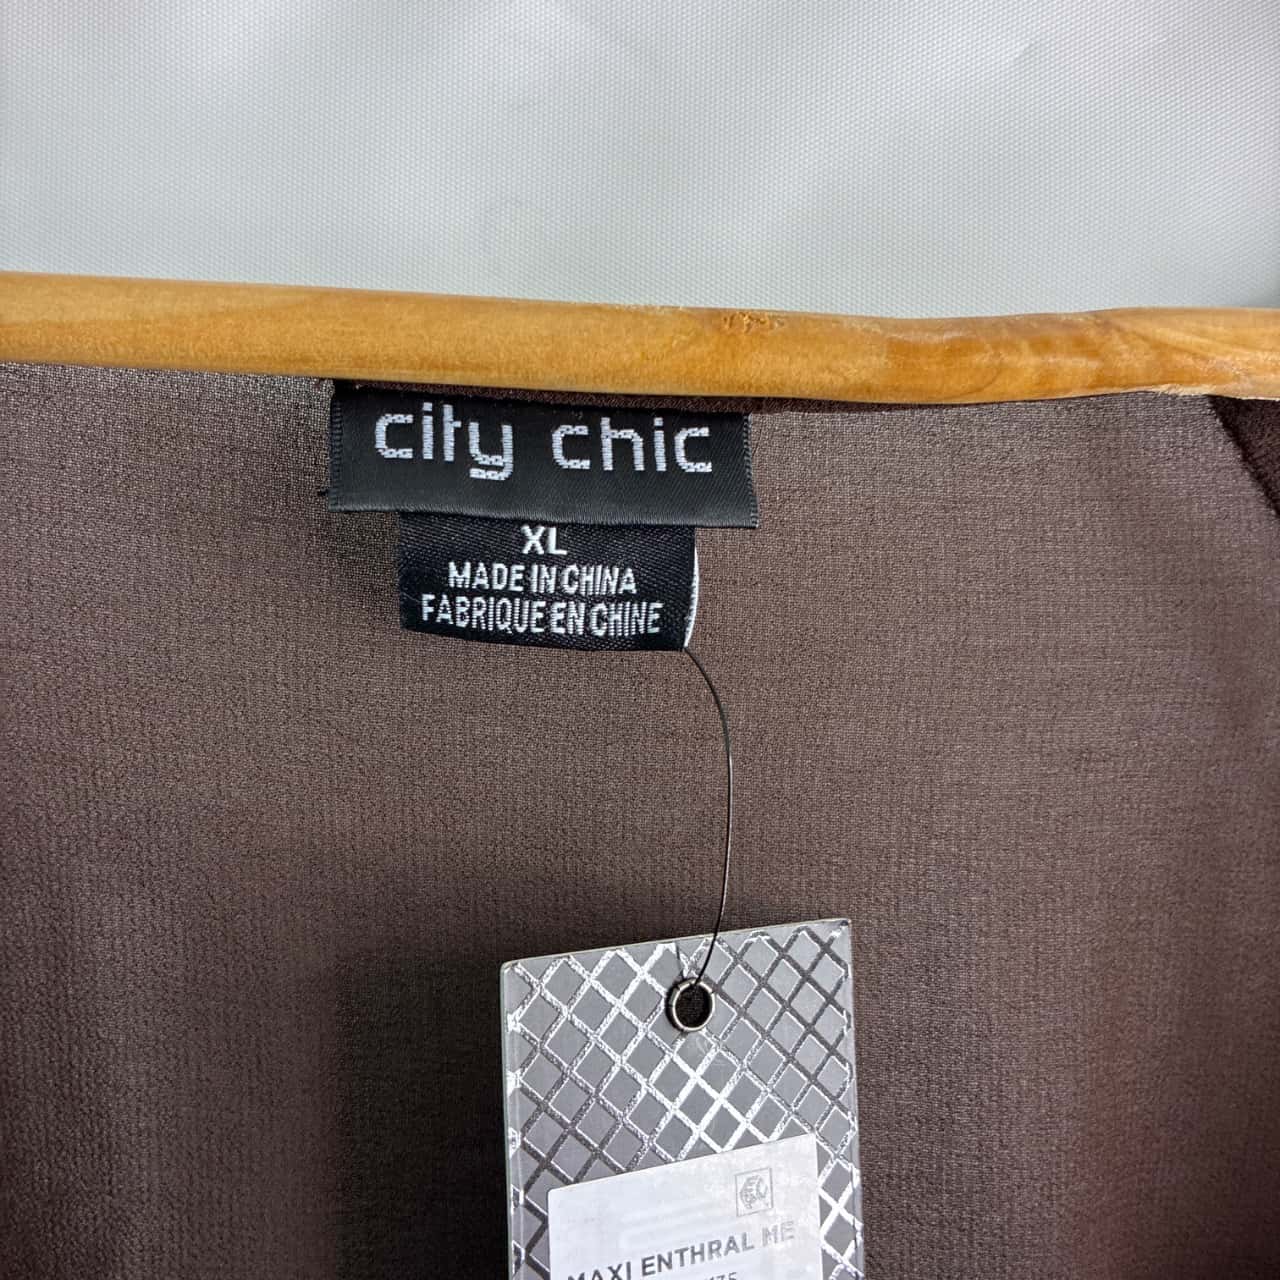 city chic
XL
MADE IN CHINA
FABRIQUE EN CHINE
MAXI ENTHRAL ME